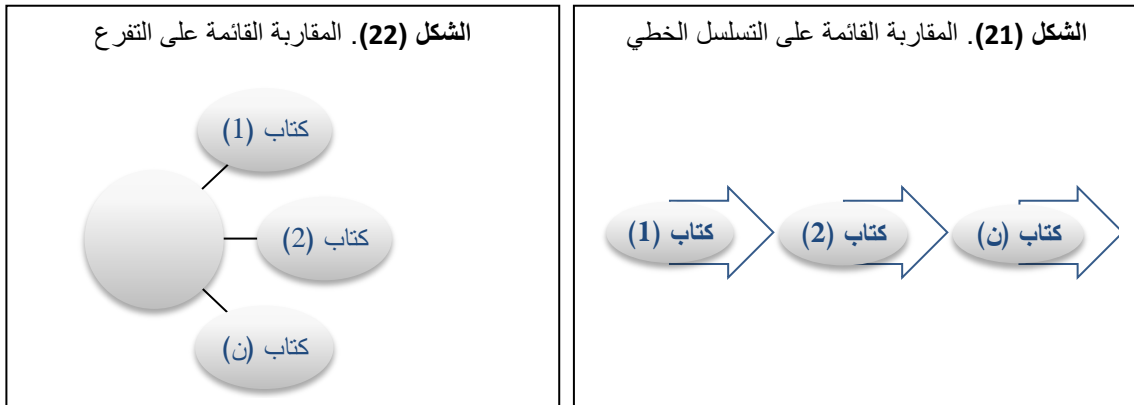 الشكل (21). المقاربة القائمة على التسلسل الخطي
كتاب (1)
كتاب (2)
كتاب (ن)
الشكل (22). المقاربة القائمة على التفرع
كتاب (1)
كتاب (2)
كتاب (ن)